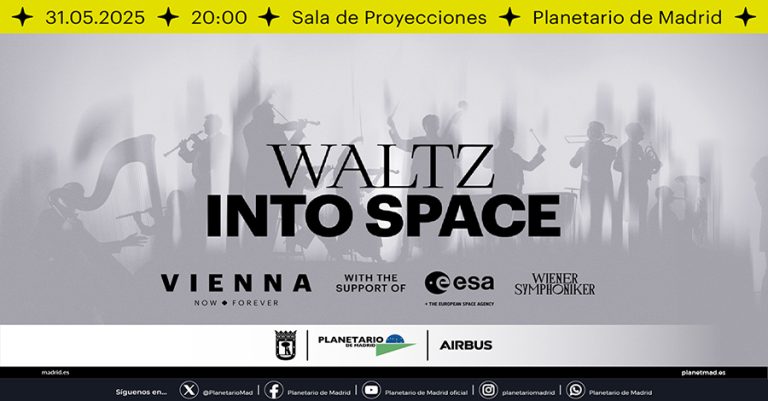 31.05.2025 20:00 Sala de Proyecciones Planetario de Madrid
WALTZ
INTO SPACE
VIENNA
NOW FOREVER
WITH THE
SUPPORT OF
esa
THE EUROPEAN SPACE AGENCY
WIENER
SYMPHONIKER
PLANETARIO
DE MADRID
AIRBUS
madrid.es
planetmad.es
Síguenos en... @PlanetarioMad Planetario de Madrid Planetario de Madrid oficial planetariomadrid Planetario de Madrid